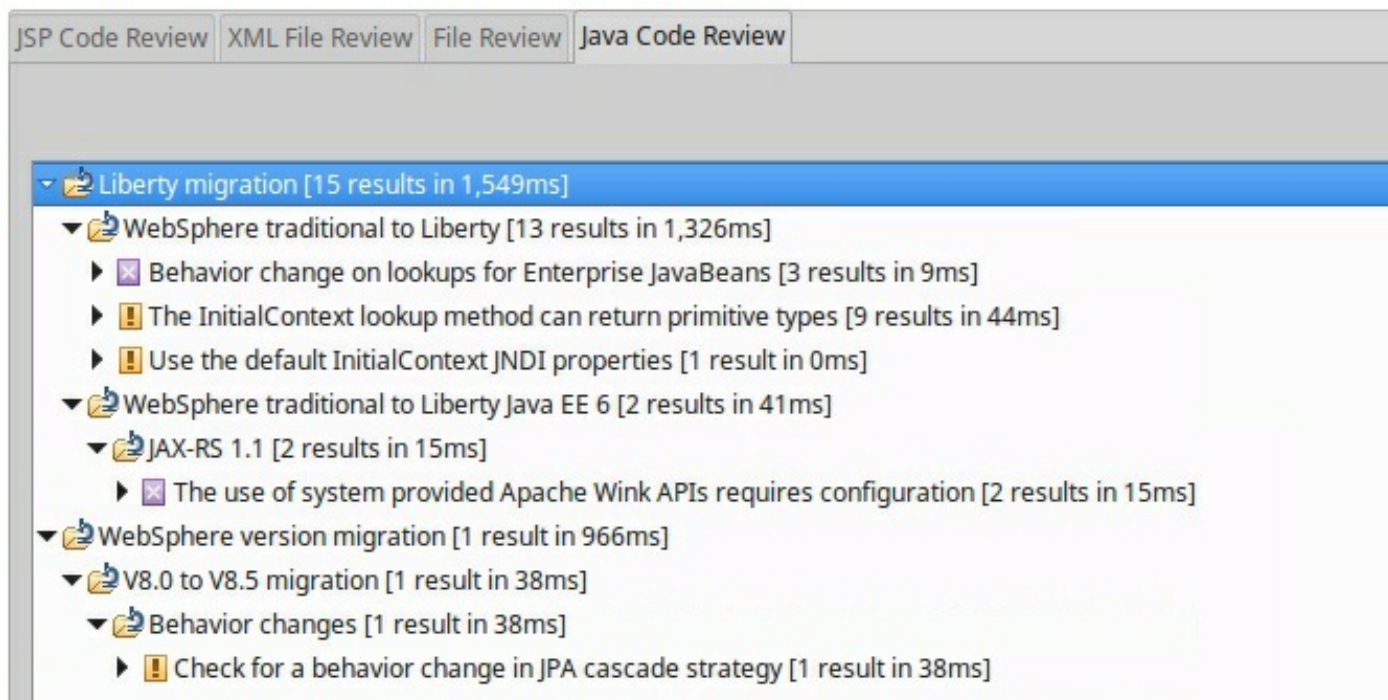 JSP Code Review XML File Review File Review Java Code Review
Liberty migration [15 results in 1,549ms]
WebSphere traditional to Liberty [13 results in 1,326ms]
Behavior change on lookups for Enterprise JavaBeans [3 results in 9ms]
The InitialContext lookup method can return primitive types [9 results in 44ms]
Use the default InitialContext JNDI properties [1 result in 0ms]
WebSphere traditional to Liberty Java EE 6 [2 results in 41ms]
JAX-RS 1.1 [2 results in 15ms]
The use of system provided Apache Wink APIs requires configuration [2 results in 15ms]
WebSphere version migration [1 result in 966ms]
V8.0 to V8.5 migration [1 result in 38ms]
Behavior changes [1 result in 38ms]
Check for a behavior change in JPA cascade strategy [1 result in 38ms]